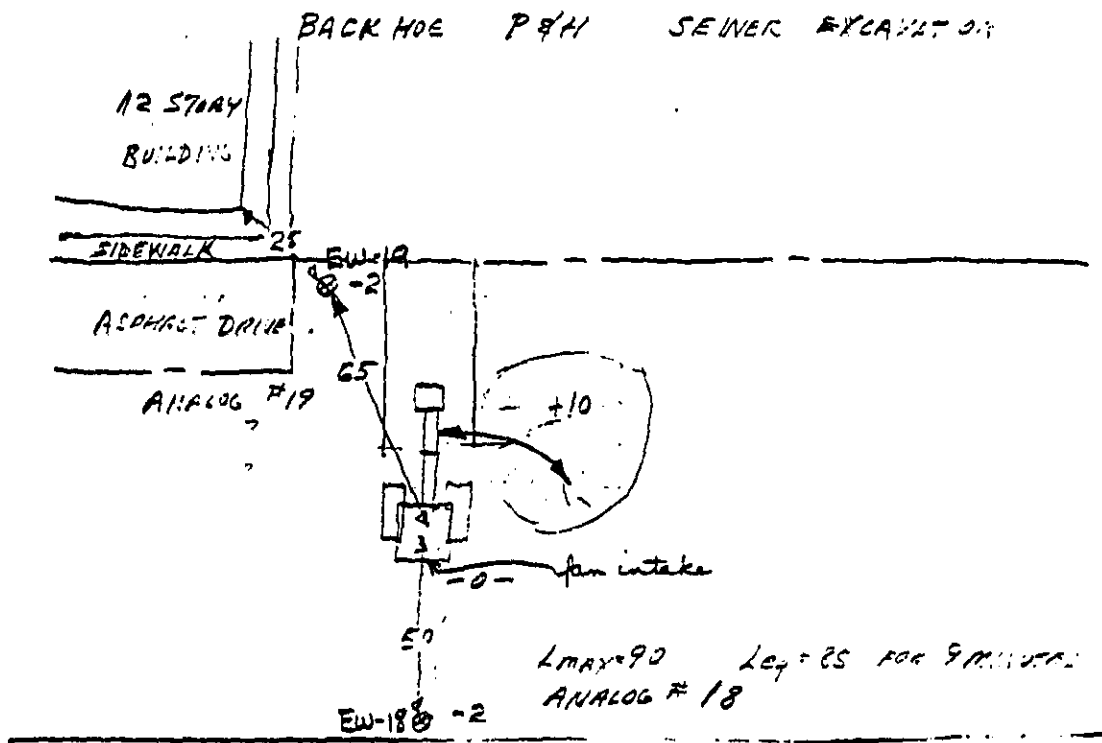 BACK HOE P&H SEWER EXCAVATION
12 STORY
BUILDING
25
SIDEWALK
EW-19
-2
ASPHALT DRIVE
65
ANALOG #19
+10
4
3
-0- fan intake
50'
Lmax=90 Leq=85 FOR 9 MINUTES
ANALOG # 18
EW-18 -2